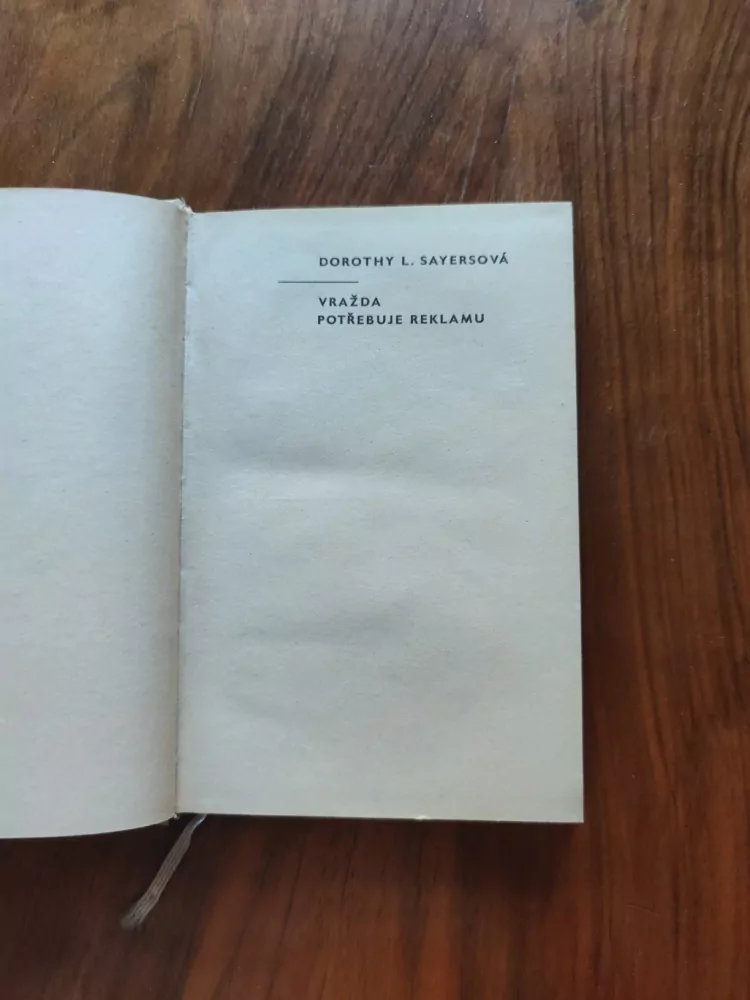 DOROTHY L. SAYERSOVÁ
VRAŽDA
POTŘEBUJE REKLAMU